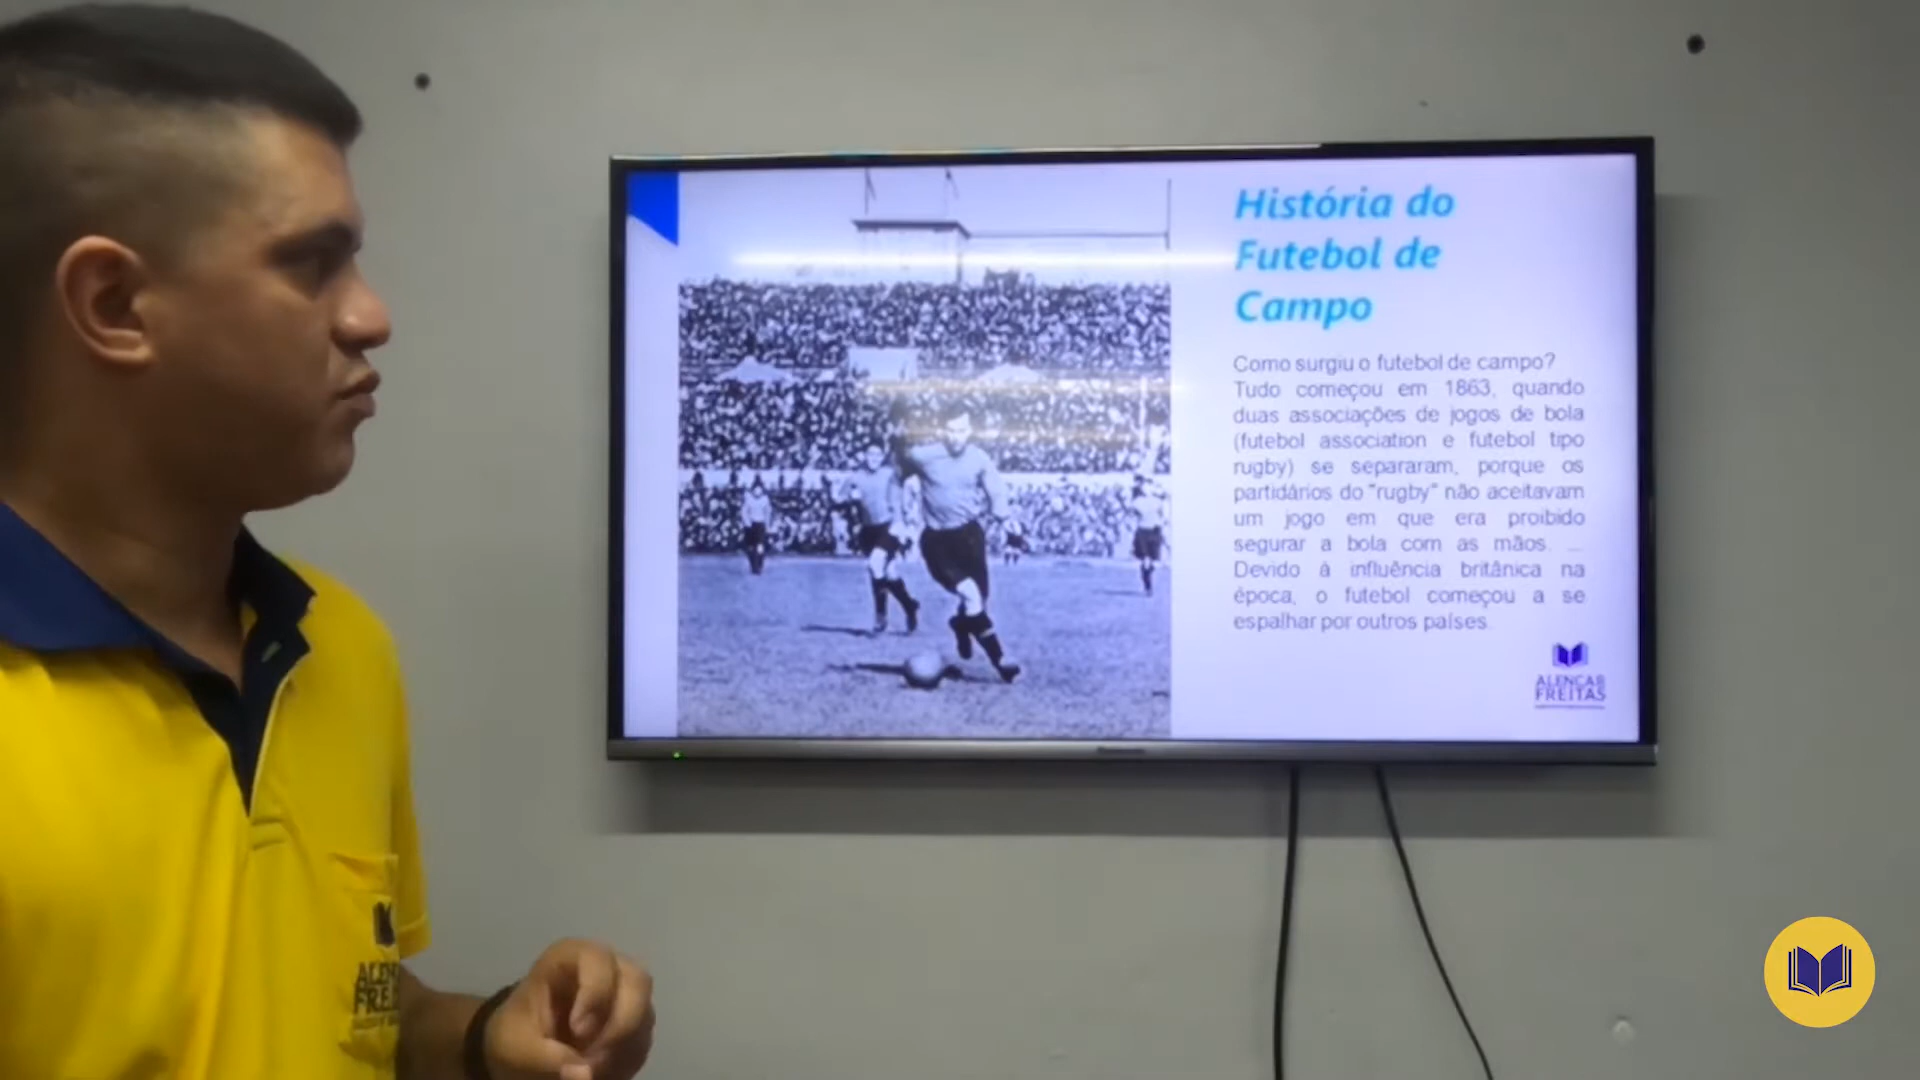 História do
Futebol de
Campo
Como surgiu o futebol de campo?
Tudo começou em 1863, quando
duas associações de jogos de bola
(futebol association e futebol tipo
rugby) se separaram, porque os
partidários do "rugby" não aceitavam
um jogo em que era proibido
segurar a bola com as mãos. ...
Devido à influência britânica na
época, o futebol começou a se
espalhar por outros países.
ALENCAR
FREITAS